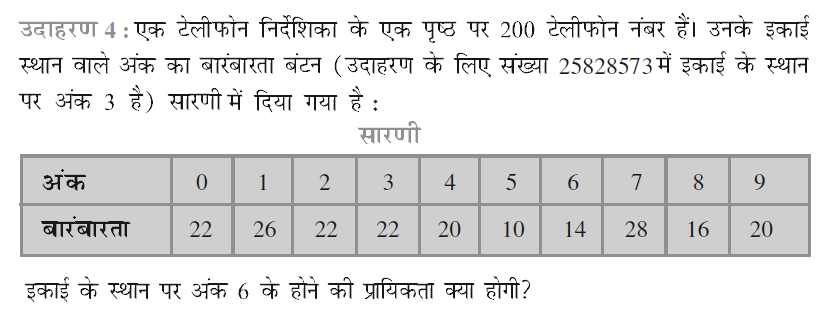 उदाहरण 4 : एक टेलीफोन निर्देशिका के एक पृष्ठ पर 200 टेलीफोन नंबर हैं। उनके इकाई
स्थान वाले अंक का बारंबारता बंटन (उदाहरण के लिए संख्या 25828573 में इकाई के स्थान
पर अंक 3 है) सारणी में दिया गया है :
सारणी
अंक 0 1 2 3 4 5 6 7 8 9
बारंबारता 22 26 22 22 20 10 14 28 16 20
इकाई के स्थान पर अंक 6 के होने की प्रायिकता क्या होगी?